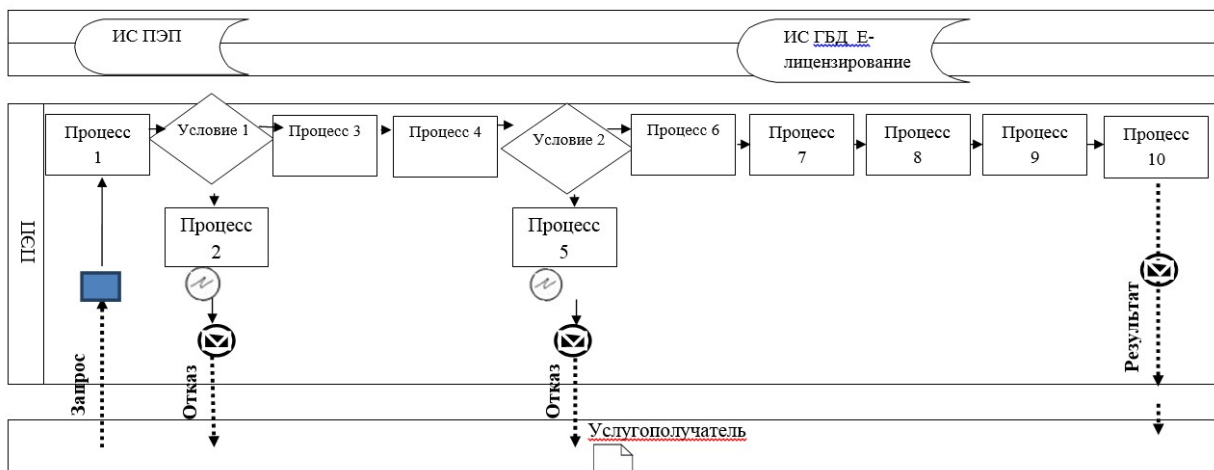 ИС ПЭП
ИС ГБД Е-
лицензирование
Процесс
1
Условие 1
Процесс 3
Процесс 4
Условие 2
Процесс 6
Процесс
7
Процесс
8
Процесс
9
Процесс
10
Процесс
2
Процесс
5
ПЭП
Запрос
Отказ
Отказ
Результат
Услугополучатель